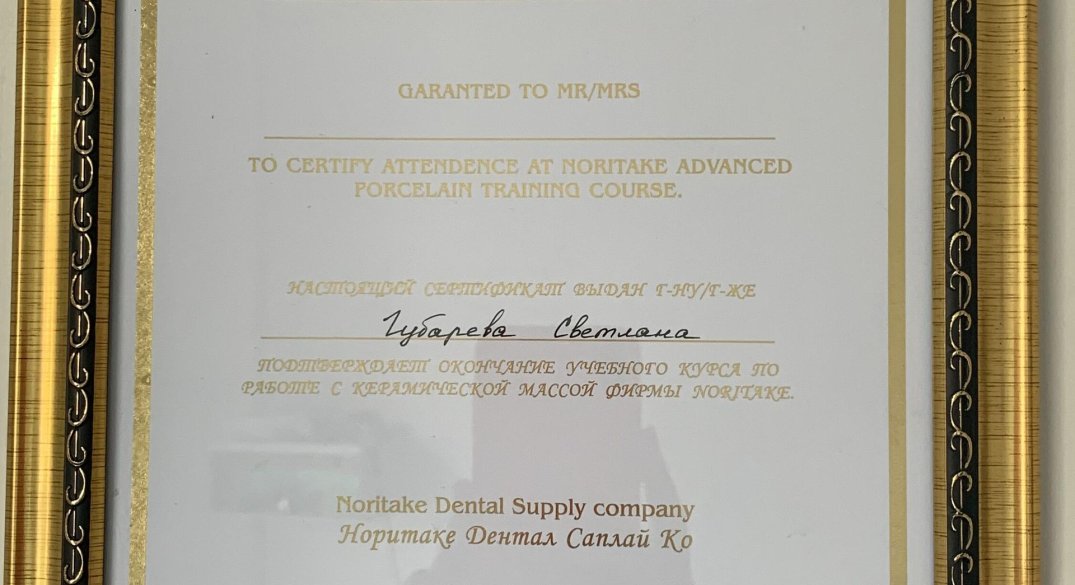 GARANTED TO MR/MRS
TO CERTIFY ATTENDENCE AT NORITAKE ADVANCED
PORCELAIN TRAINING COURSE.
НАСТОЯЩИЙ СЕРТИФИКАТ ВЫДАН Г-НУ/Г-ЖЕ
Губарева Светлана
ПОДТВЕРЖДАЕТ ОКОНЧАНИЕ УЧЕБНОГО КУРСА ПО
РАБОТЕ С КЕРАМИЧЕСКОЙ МАССОЙ ФИРМЫ NORITAKE.
Noritake Dental Supply company
Норитаке Дентал Саплай Ко